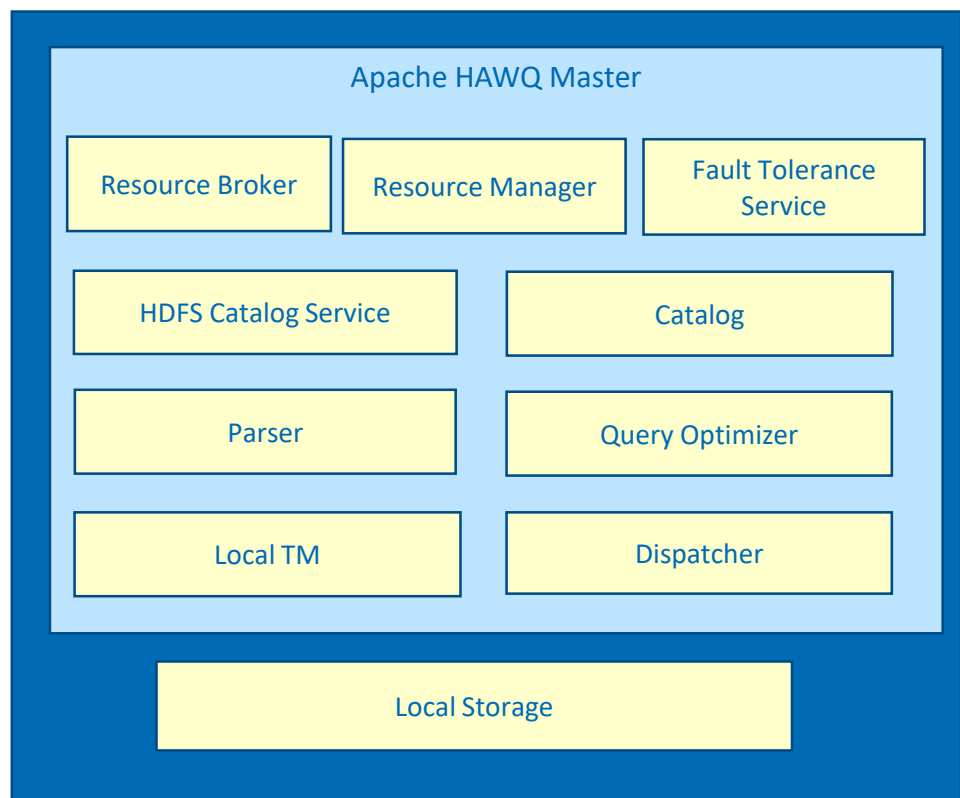 Apache HAWQ Master
Resource Broker
Resource Manager
Fault Tolerance
Service
HDFS Catalog Service
Catalog
Parser
Query Optimizer
Local TM
Dispatcher
Local Storage